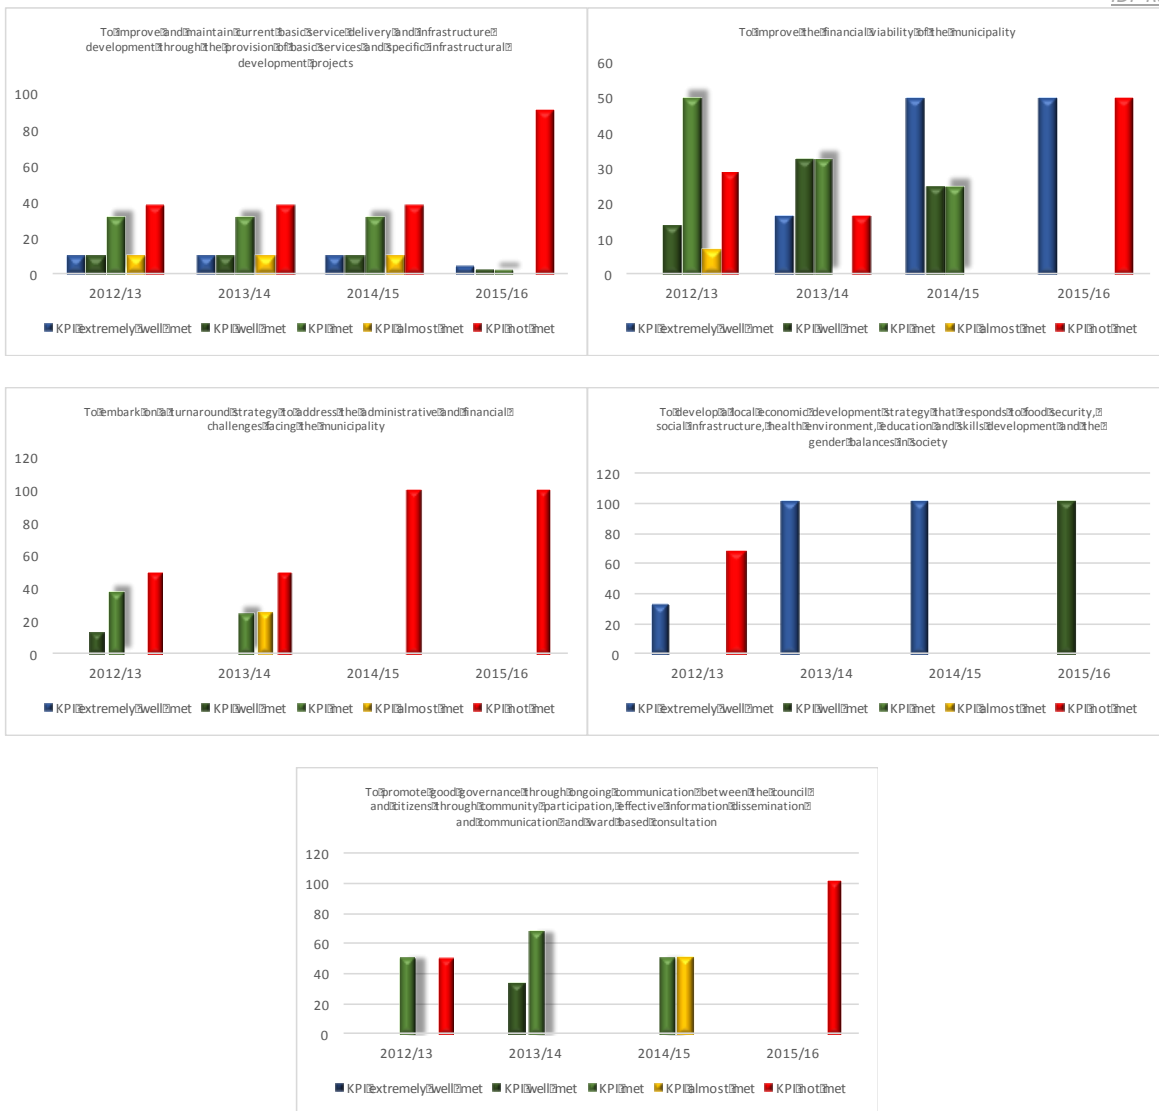 To improve and maintain current basic service delivery and infrastructure
development through the provision of basic services and specific infrastructural
development projects
100
80
60
40
20
0
2012/13 2013/14 2014/15 2015/16
KPI extremely well met KPI well met KPI met KPI almost met KPI not met
To improve the financial viability of the municipality
60
50
40
30
20
10
0
2012/13 2013/14 2014/15 2015/16
KPI extremely well met KPI well met KPI met KPI almost met KPI not met
To embark on a turnaround strategy to address the administrative and financial
challenges facing the municipality
120
100
80
60
40
20
0
2012/13 2013/14 2014/15 2015/16
KPI extremely well met KPI well met KPI met KPI almost met KPI not met
To develop a local economic development strategy that responds to food security,
social infrastructure, health environment, education and skills development and the
gender balances in society
120
100
80
60
40
20
0
2012/13 2013/14 2014/15 2015/16
KPI extremely well met KPI well met KPI met KPI almost met KPI not met
To promote good governance through ongoing communication between the council
and citizens through community participation, effective information dissemination
and communication and ward based consultation
120
100
80
60
40
20
0
2012/13 2013/14 2014/15 2015/16
KPI extremely well met KPI well met KPI met KPI almost met KPI not met